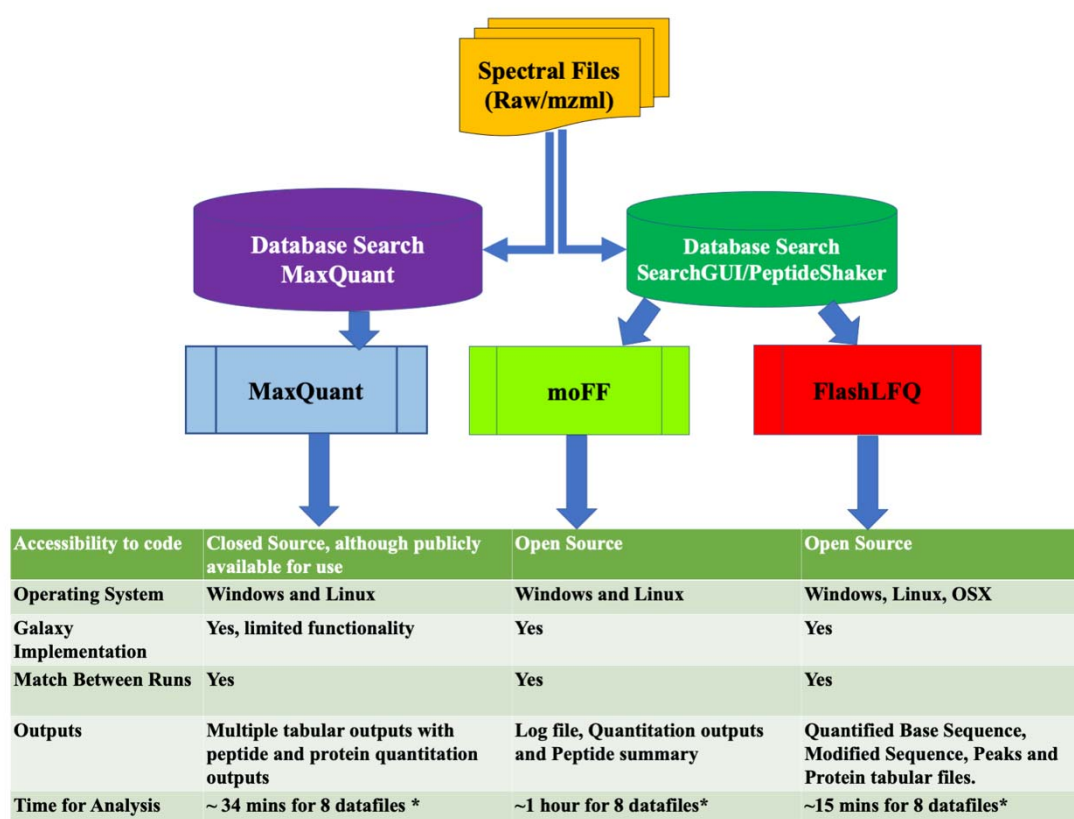 Spectral Files
(Raw/mzml)
Database Search
MaxQuant
Database Search
SearchGUI/PeptideShaker
MaxQuant
moFF
FlashLFQ
Accessibility to code
Closed Source, although publicly
available for use
Open Source
Open Source
Operating System
Windows and Linux
Windows and Linux
Windows, Linux, OSX
Galaxy
Implementation
Yes, limited functionality
Yes
Yes
Match Between Runs
Yes
Yes
Yes
Outputs
Multiple tabular outputs with
peptide and protein quantitation
outputs
Log file, Quantitation outputs
and Peptide summary
Quantified Base Sequence,
Modified Sequence, Peaks and
Protein tabular files.
Time for Analysis
~ 34 mins for 8 datafiles *
~1 hour for 8 datafiles*
~15 mins for 8 datafiles*